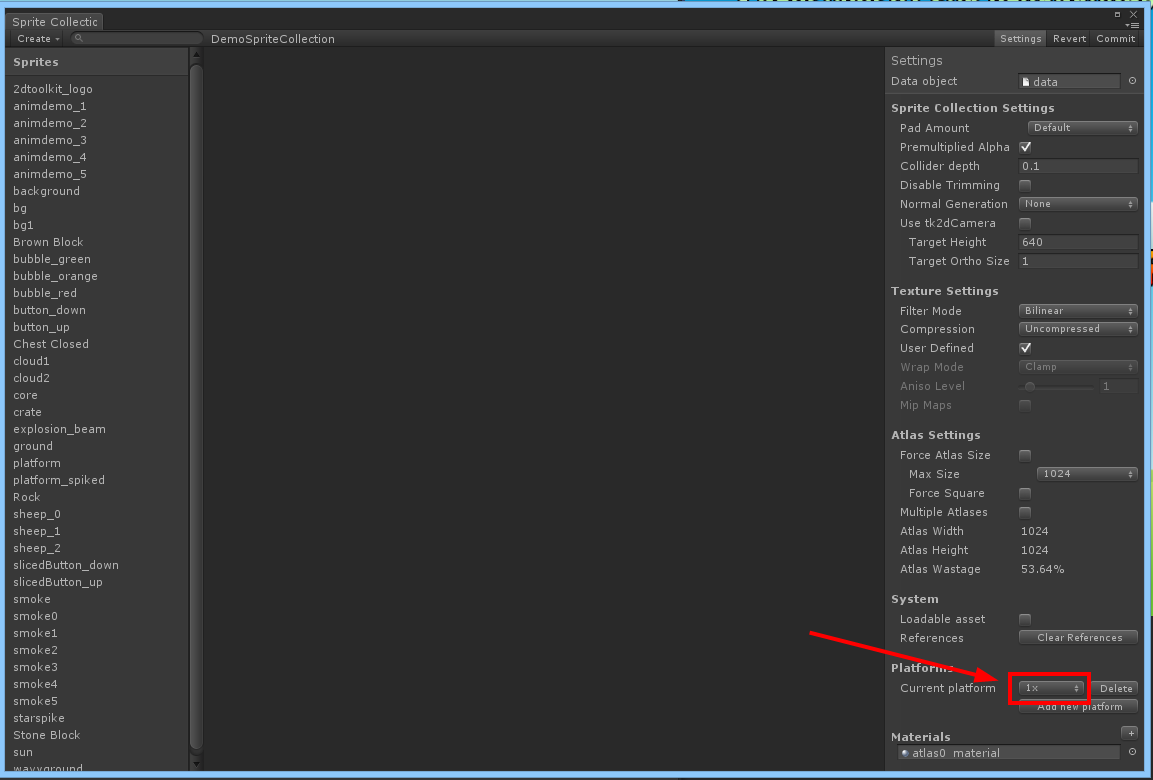 Sprite Collectic
Create
DemoSpriteCollection
Settings Revert Commit
Sprites
2dtoolkit_logo
animdemo_1
animdemo_2
animdemo_3
animdemo_4
animdemo_5
background
bg
bg1
Brown Block
bubble_green
bubble_orange
bubble_red
button_down
button_up
Chest Closed
cloud1
cloud2
core
crate
explosion_beam
ground
platform
platform_spiked
Rock
sheep_0
sheep_1
sheep_2
slicedButton_down
slicedButton_up
smoke
smoke0
smoke1
smoke2
smoke3
smoke4
smoke5
starspike
Stone Block
sun
wavyground
Settings
Data object data
Sprite Collection Settings
Pad Amount Default
Premultiplied Alpha
Collider depth 0.1
Disable Trimming
Normal Generation None
Use tk2dCamera
Target Height 640
Target Ortho Size 1
Texture Settings
Filter Mode Bilinear
Compression Uncompressed
User Defined
Wrap Mode Clamp
Aniso Level 1
Mip Maps
Atlas Settings
Force Atlas Size
Max Size 1024
Force Square
Multiple Atlases
Atlas Width 1024
Atlas Height 1024
Atlas Wastage 53.64%
System
Loadable asset
References Clear References
Platforms
Current platform 1x Delete
Add new platform
Materials +
atlas0 material